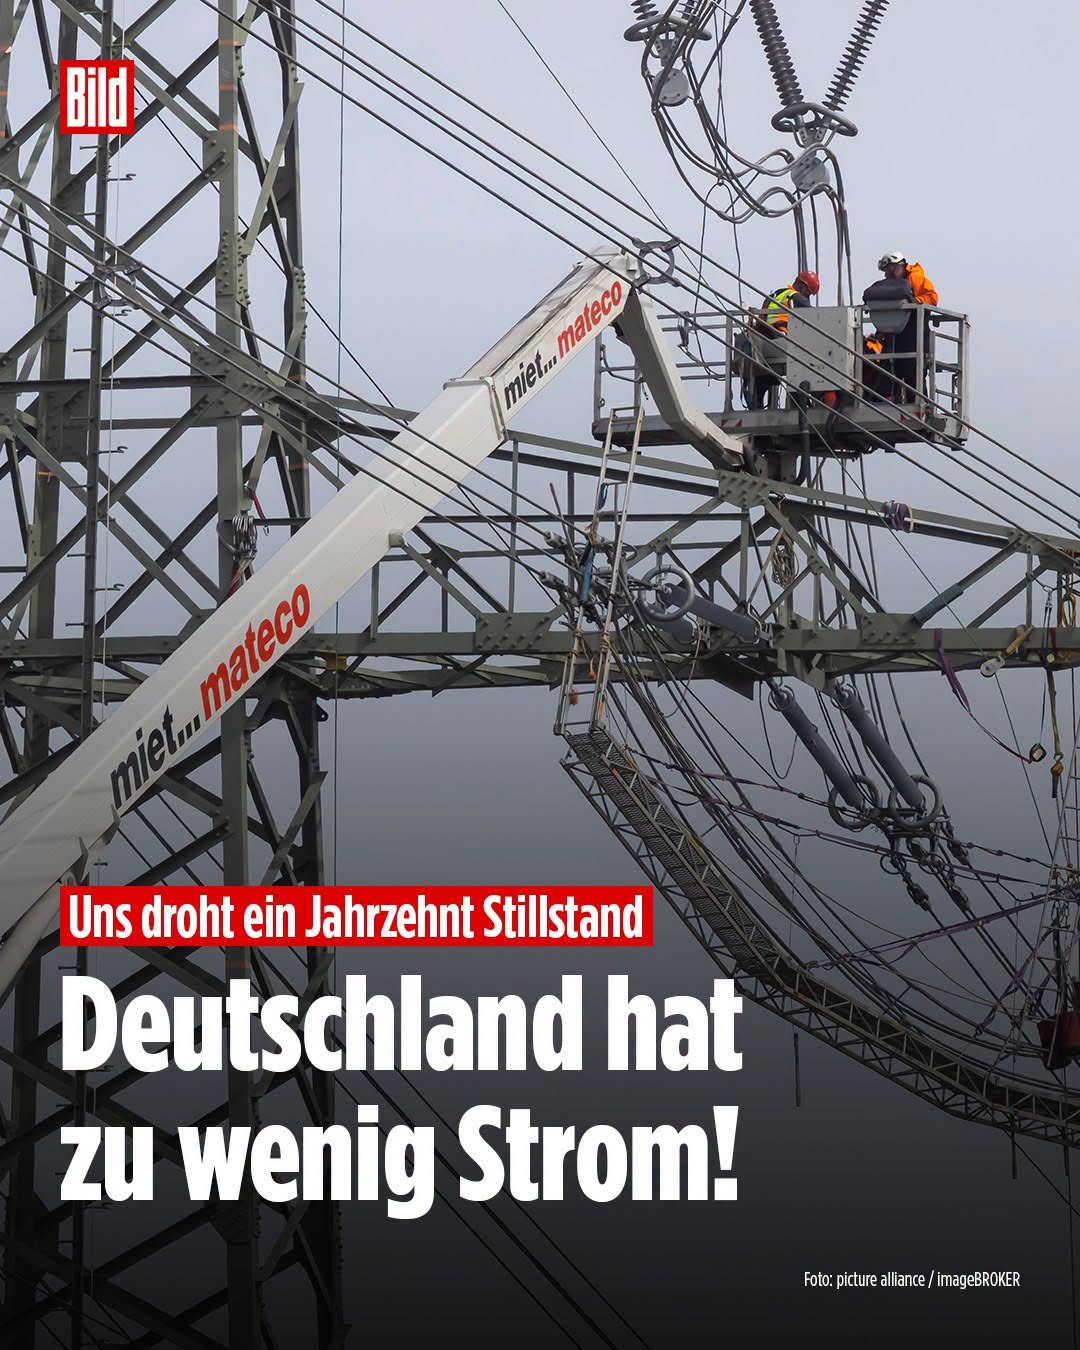 Bild
miet... mateco
miet... mateco
Uns droht ein Jahrzehnt Stillstand
Deutschland hat
zu wenig Strom!
Foto: picture alliance / imageBROKER